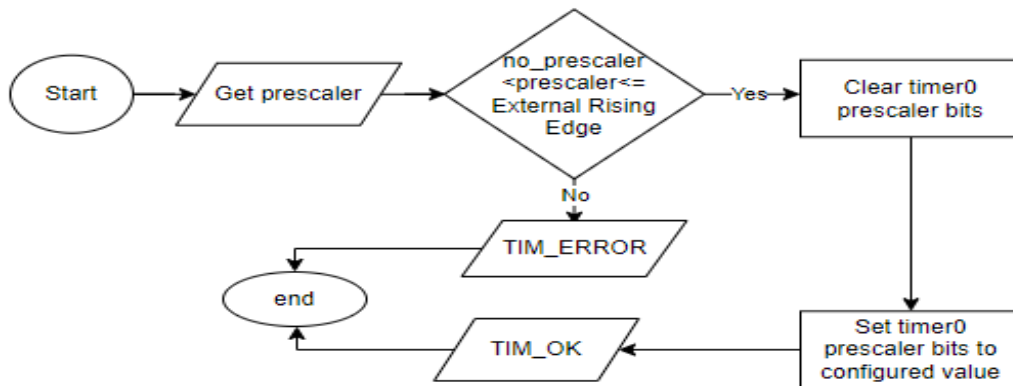 Start
Get prescaler
no_prescaler
<prescaler<=
External Rising
Edge
Yes
Clear timer0
prescaler bits
No
TIM_ERROR
end
TIM_OK
Set timer0
prescaler bits to
configured value